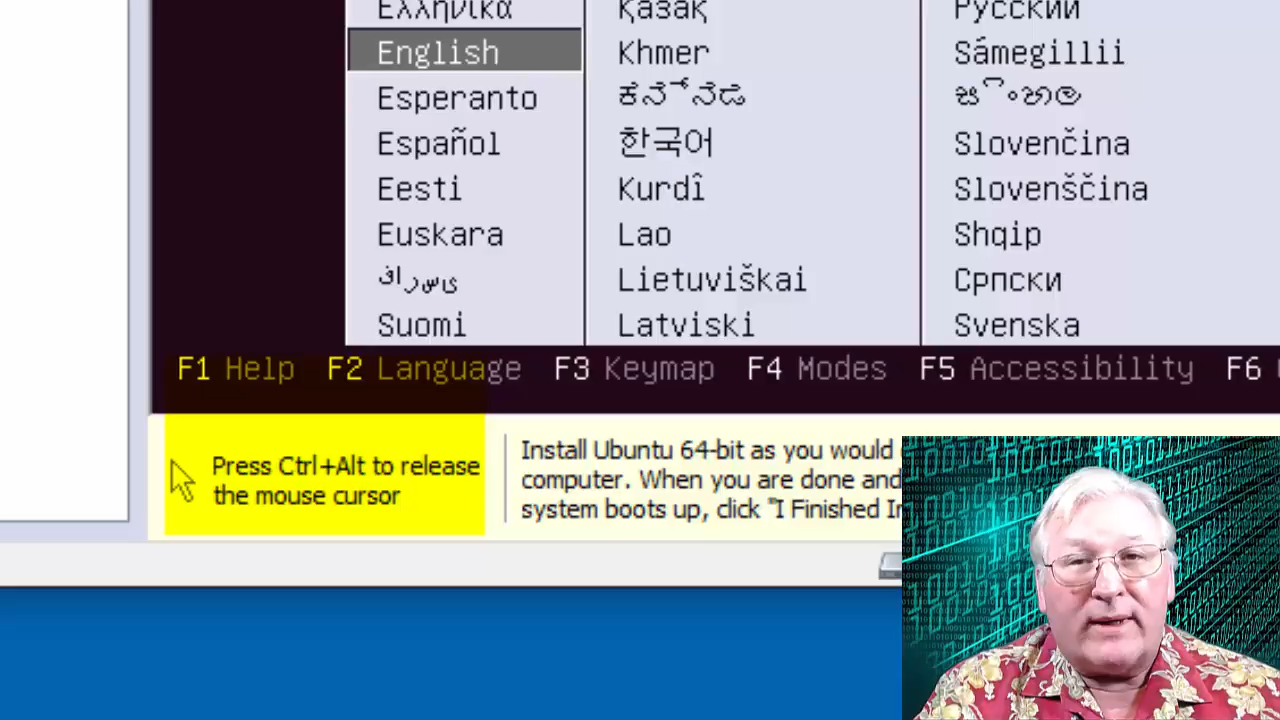 Ελληνικά
Қазақ
Русский
English
Khmer
Sámegillii
Esperanto
ಕನ್ನಡ
සිංහල
Español
한국어
Slovenčina
Eesti
Kurdî
Slovenščina
Euskara
Lao
Shqip
Lietuviškai
Српски
Suomi
Latviski
Svenska
F1 Help F2 Language F3 Keymap F4 Modes F5 Accessibility F6
Press Ctrl+Alt to release
the mouse cursor
Install Ubuntu 64-bit as you would
computer. When you are done and
system boots up, click "I Finished